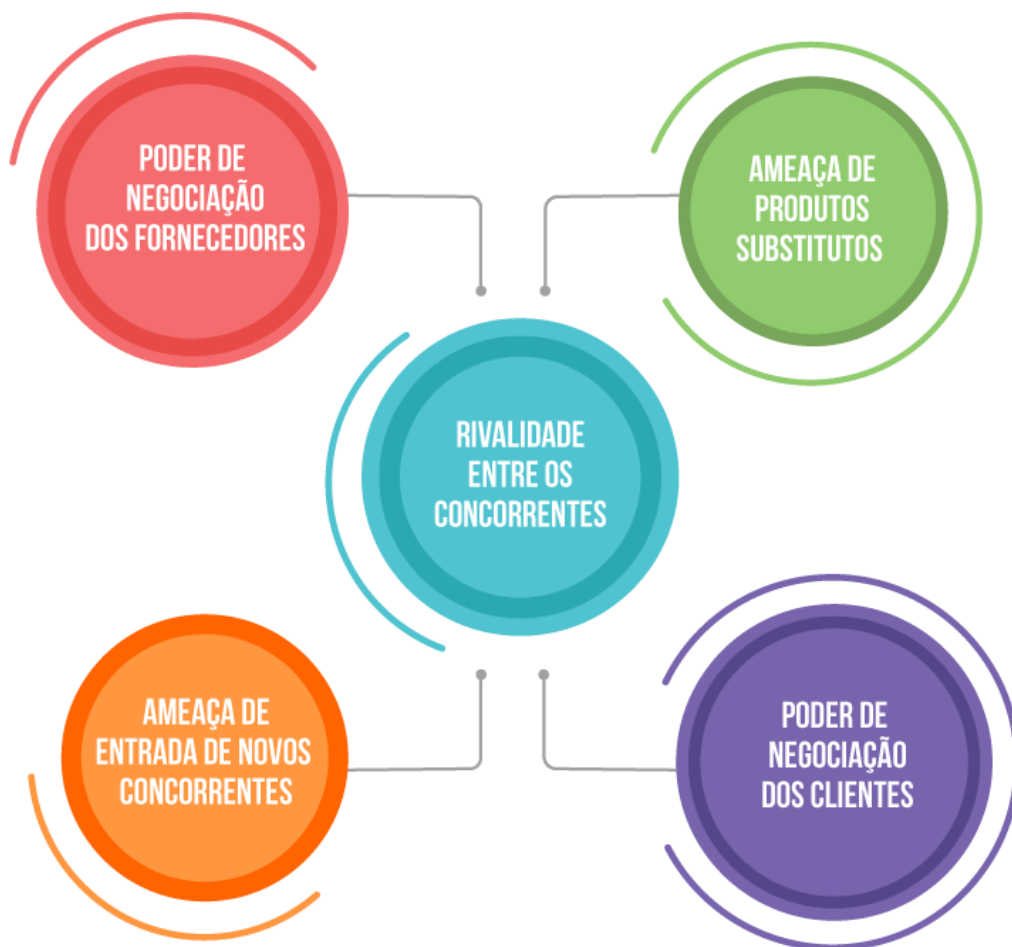 PODER DE
NEGOCIAÇÃO
DOS FORNECEDORES
AMEAÇA DE
PRODUTOS
SUBSTITUTOS
RIVALIDADE
ENTRE OS
CONCORRENTES
AMEAÇA DE
ENTRADA DE NOVOS
CONCORRENTES
PODER DE
NEGOCIAÇÃO
DOS CLIENTES